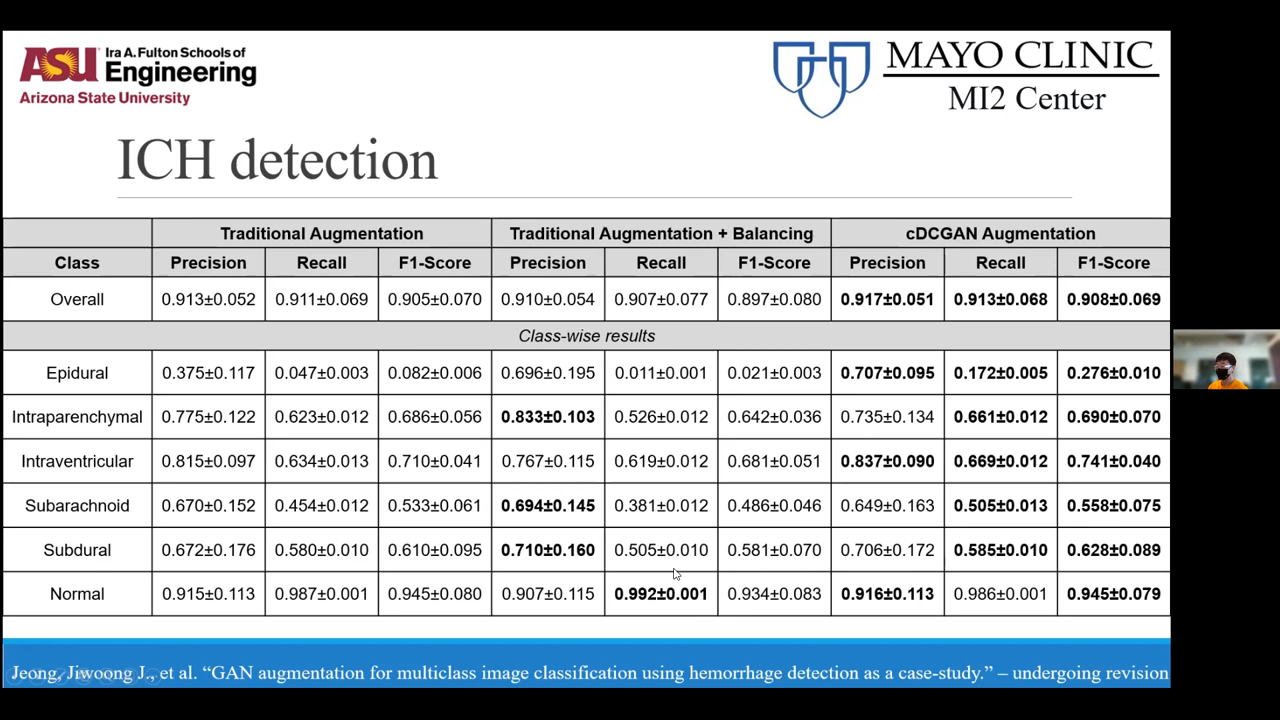 ASU Ira A. Fulton Schools of
Engineering
Arizona State University
MAYO CLINIC
MI2 Center
ICH detection
Traditional Augmentation Traditional Augmentation + Balancing cDCGAN Augmentation
Class Precision Recall F1-Score Precision Recall F1-Score Precision Recall F1-Score
Overall 0.913±0.052 0.911±0.069 0.905±0.070 0.910±0.054 0.907±0.077 0.897±0.080 0.917±0.051 0.913±0.068 0.908±0.069
Class-wise results
Epidural 0.375±0.117 0.047±0.003 0.082±0.006 0.696±0.195 0.011±0.001 0.021±0.003 0.707±0.095 0.172±0.005 0.276±0.010
Intraparenchymal 0.775±0.122 0.623±0.012 0.686±0.056 0.833±0.103 0.526±0.012 0.642±0.036 0.735±0.134 0.661±0.012 0.690±0.070
Intraventricular 0.815±0.097 0.634±0.013 0.710±0.041 0.767±0.115 0.619±0.012 0.681±0.051 0.837±0.090 0.669±0.012 0.741±0.040
Subarachnoid 0.670±0.152 0.454±0.012 0.533±0.061 0.694±0.145 0.381±0.012 0.486±0.046 0.649±0.163 0.505±0.013 0.558±0.075
Subdural 0.672±0.176 0.580±0.010 0.610±0.095 0.710±0.160 0.505±0.010 0.581±0.070 0.706±0.172 0.585±0.010 0.628±0.089
Normal 0.915±0.113 0.987±0.001 0.945±0.080 0.907±0.115 0.992±0.001 0.934±0.083 0.916±0.113 0.986±0.001 0.945±0.079
Jeong, Jiwoong J., et al. “GAN augmentation for multiclass image classification using hemorrhage detection as a case-study.” – undergoing revision